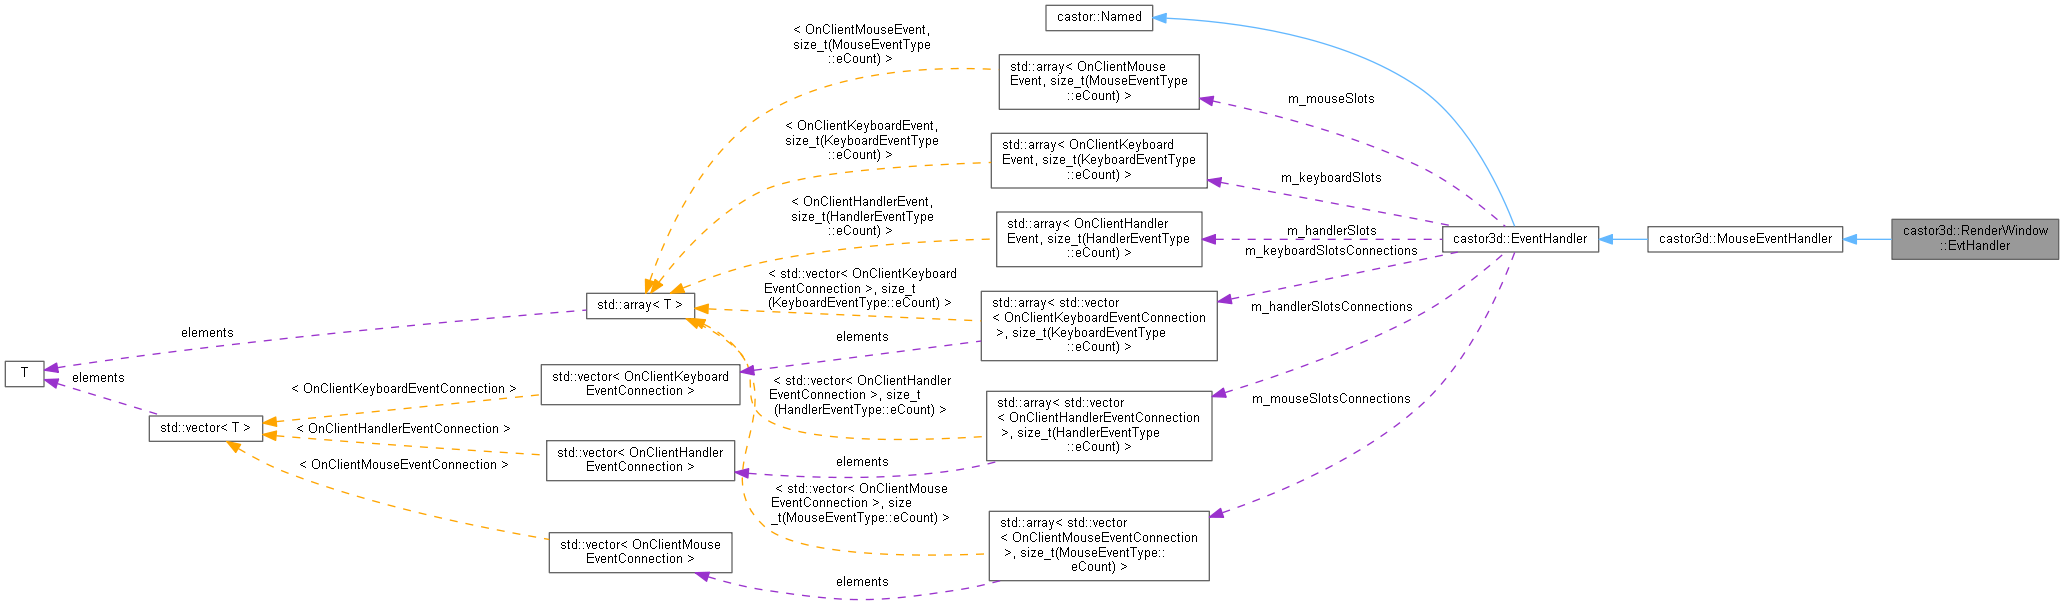 castor::Named
< OnClientMouseEvent,
size_t(MouseEventType
::eCount) >
std::array< OnClientMouse
Event, size_t(MouseEventType
::eCount) >
m_mouseSlots
< OnClientKeyboardEvent,
size_t(KeyboardEventType
::eCount) >
std::array< OnClientKeyboard
Event, size_t(KeyboardEventType
::eCount) >
m_keyboardSlots
< OnClientHandlerEvent,
size_t(HandlerEventType
::eCount) >
std::array< OnClientHandler
Event, size_t(HandlerEventType
::eCount) >
m_handlerSlots
castor3d::EventHandler
castor3d::MouseEventHandler
castor3d::RenderWindow
::EvtHandler
m_keyboardSlotsConnections
< std::vector< OnClientKeyboard
EventConnection >, size_t
(KeyboardEventType::eCount) >
std::array< T >
std::array< std::vector
< OnClientKeyboardEventConnection
>, size_t(KeyboardEventType
::eCount) >
m_handlerSlotsConnections
elements
elements
T
elements
std::vector< OnClientKeyboard
EventConnection >
< OnClientKeyboardEventConnection >
< std::vector< OnClientHandler
EventConnection >, size_t
(HandlerEventType::eCount) >
std::array< std::vector
< OnClientHandlerEventConnection
>, size_t(HandlerEventType
::eCount) >
m_mouseSlotsConnections
std::vector< T >
< OnClientHandlerEventConnection >
std::vector< OnClientHandler
EventConnection >
elements
< OnClientMouseEventConnection >
< std::vector< OnClientMouse
EventConnection >, size
_t(MouseEventType::eCount) >
std::array< std::vector
< OnClientMouseEventConnection
>, size_t(MouseEventType::
eCount) >
std::vector< OnClientMouse
EventConnection >
elements